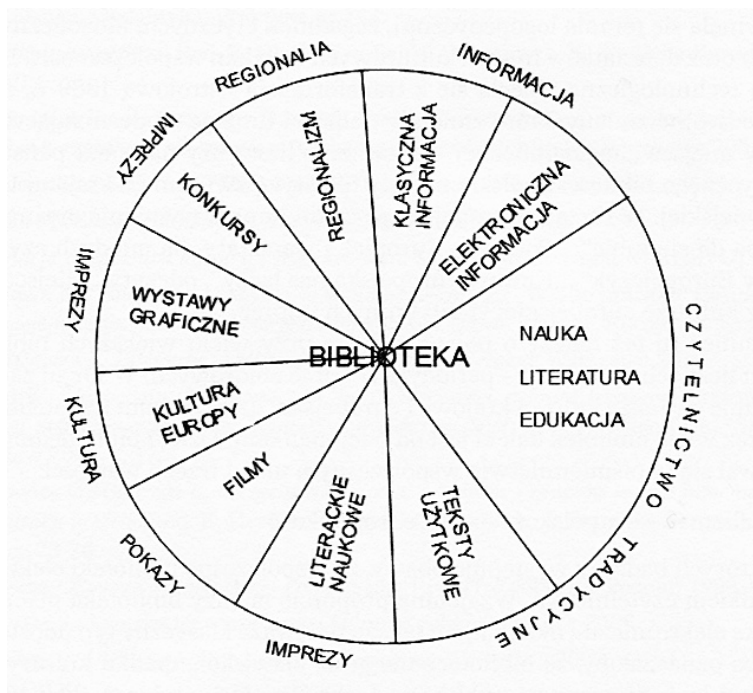 REGIONALIA
INFORMACJA
IMPREZY
KONKURSY
REGIONALIZM
KLASYCZNA
INFORMACJA
ELEKTRONICZNA
INFORMACJA
IMPREZY
WYSTAWY
GRAFICZNE
BIBLIOTEKA
NAUKA
LITERATURA
EDUKACJA
CZYTELNICTWO TRADYCYJNE
KULTURA
KULTURA
EUROPY
FILMY
POKAZY
LITERACKIE
NAUKOWE
TEKSTY
UŻYTKOWE
IMPREZY